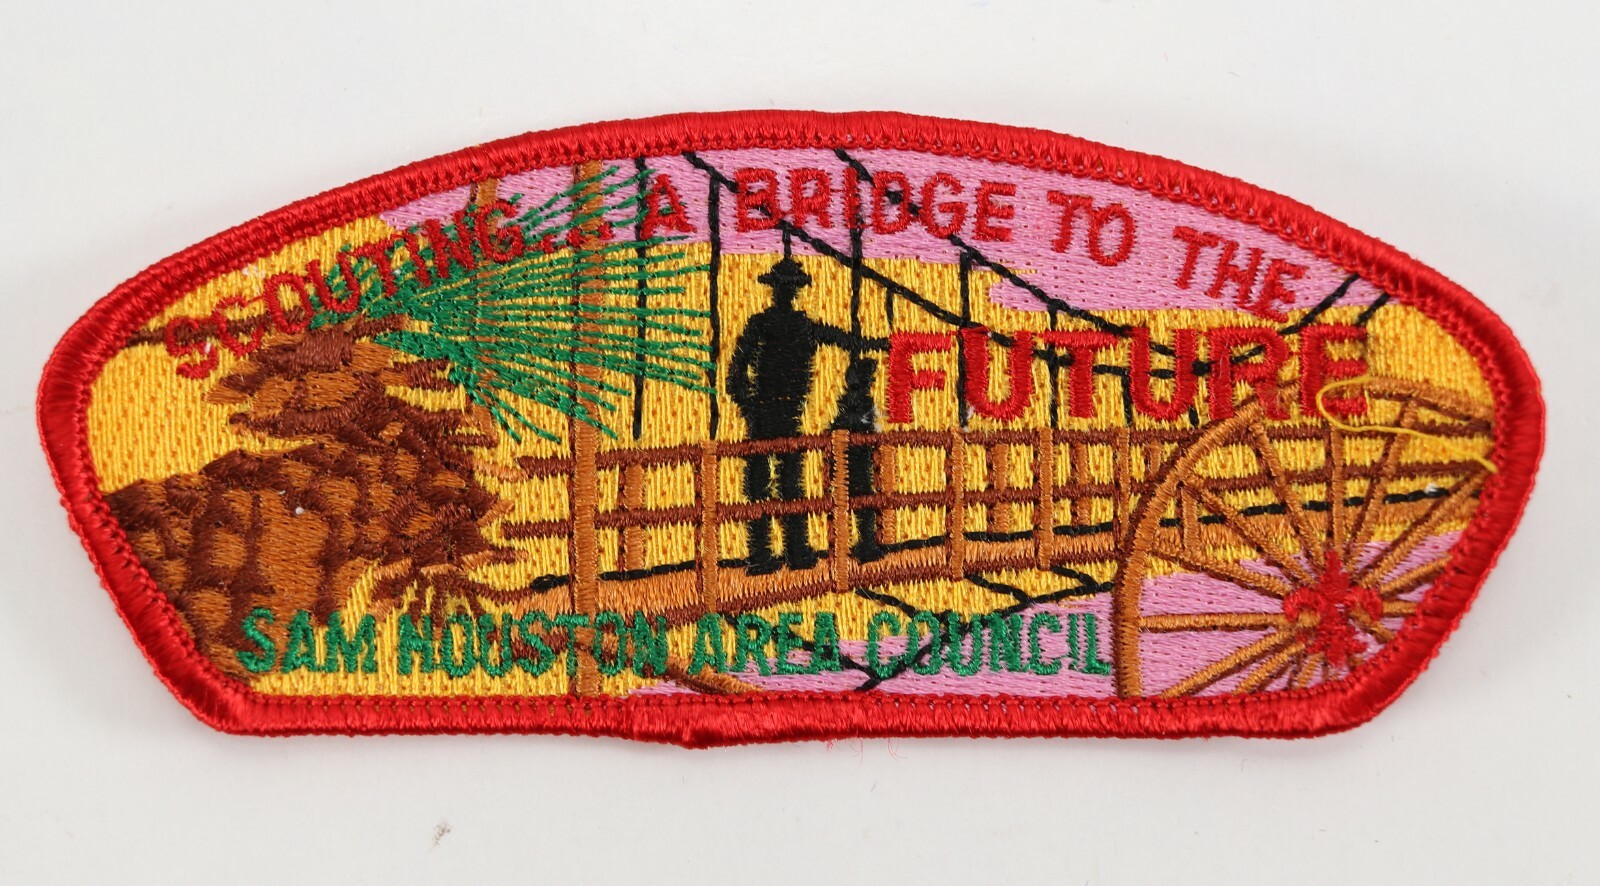 SCOUTING... A BRIDGE TO THE
FUTURE
SAM HOUSTON AREA COUNCIL